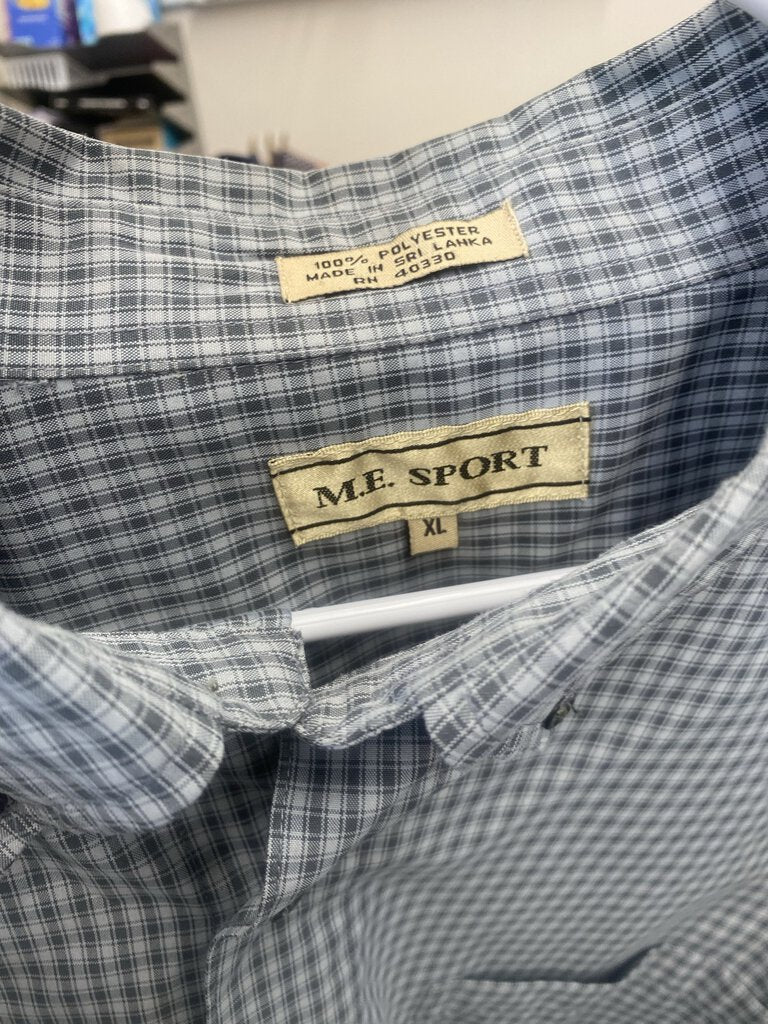 100% POLYESTER
MADE IN SRI LANKA
RN 40330
M.E. SPORT
XL